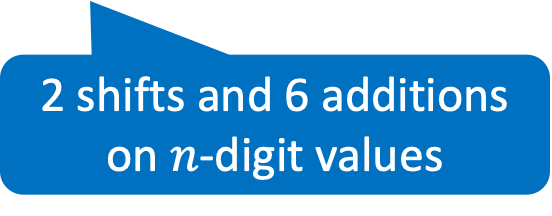 2 shifts and 6 additions
on n-digit values